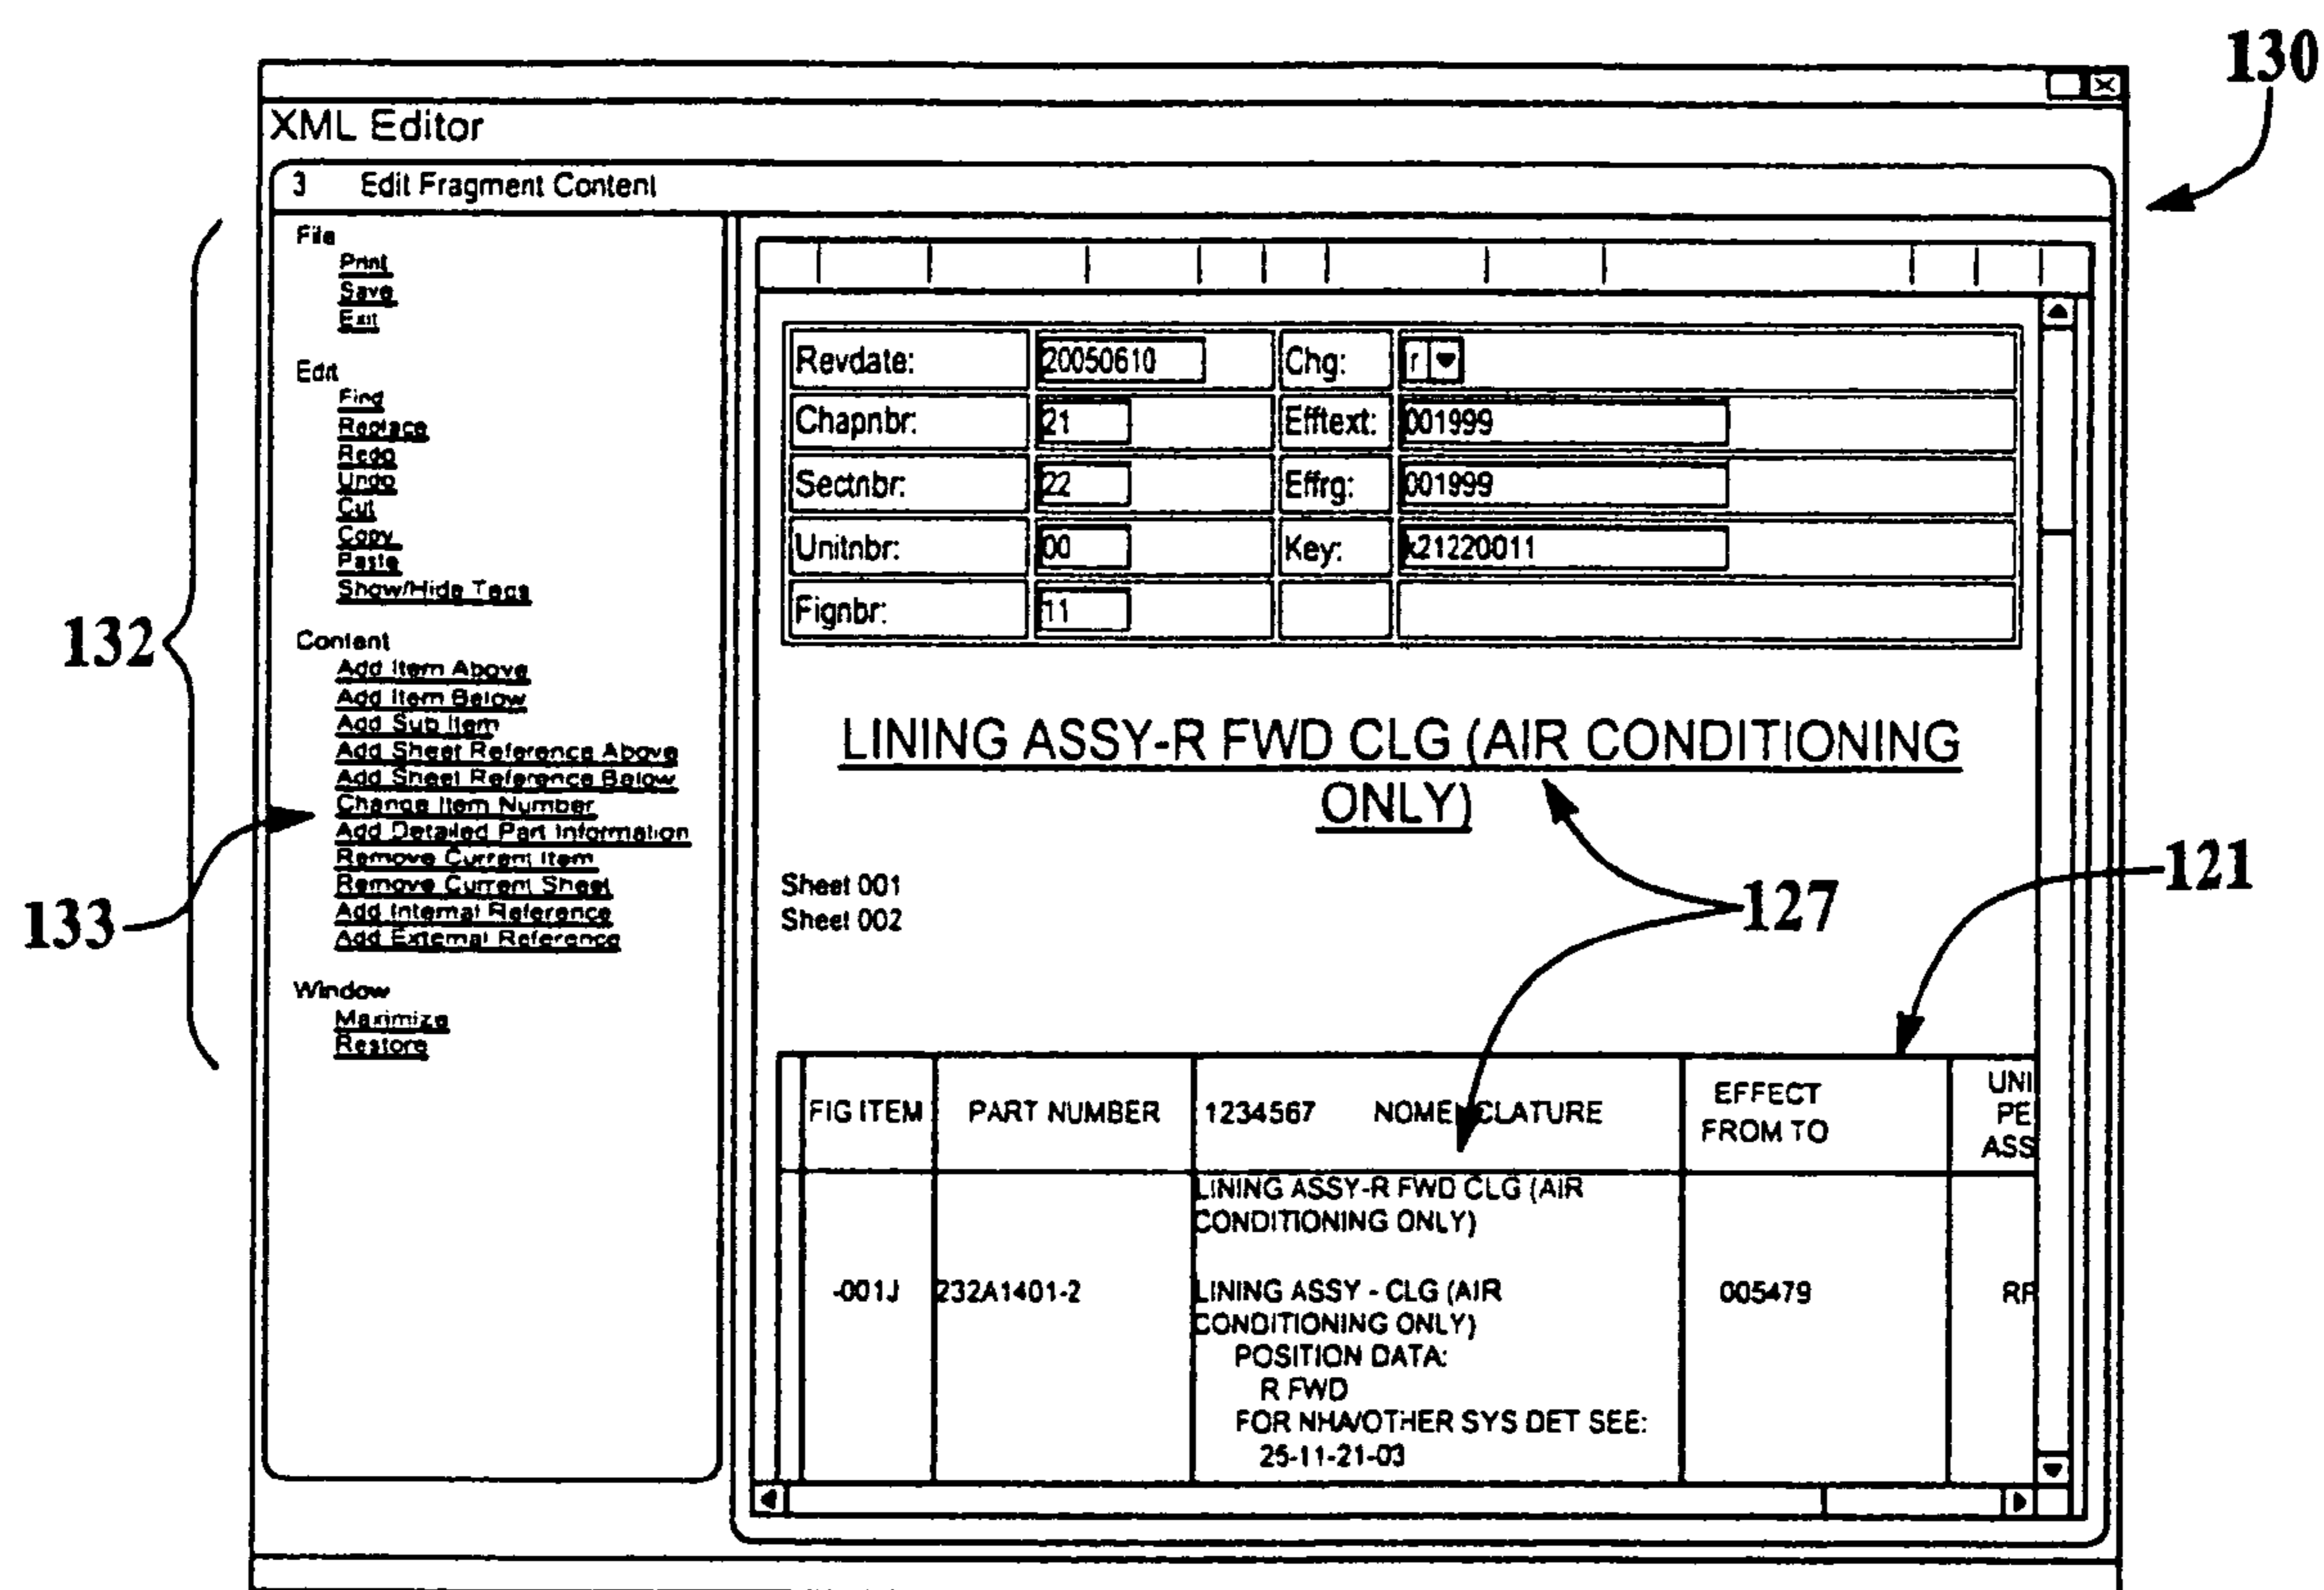 130
XML Editor
3 Edit Fragment Content
File
Print
Save
Exit
Edit
Find
Replace
Redo
Undo
Cut
Copy
Paste
Show/Hide Tags
Content
Add Item Above
Add Item Below
Add Sub Item
Add Sheet Reference Above
Add Sheet Reference Below
Change Item Number
Add Detailed Part Information
Remove Current Item
Remove Current Sheet
Add Internal Reference
Add External Reference
Window
Maximize
Restore
132
133
Revdate: 20050610 Chg: r
Chapnbr: 21 Efftext: 001999
Sectnbr: 22 Effrg: 001999
Unitnbr: 00 Key: k21220011
Fignbr: 11
LINING ASSY-R FWD CLG (AIR CONDITIONING
ONLY)
Sheet 001
Sheet 002
127
121
FIG ITEM PART NUMBER 1234567 NOMENCLATURE EFFECT FROM TO UNI PE ASS
LINING ASSY-R FWD CLG (AIR
CONDITIONING ONLY)
-001J 232A1401-2 LINING ASSY - CLG (AIR 005479 RF
CONDITIONING ONLY)
POSITION DATA:
R FWD
FOR NHA/OTHER SYS DET SEE:
25-11-21-03